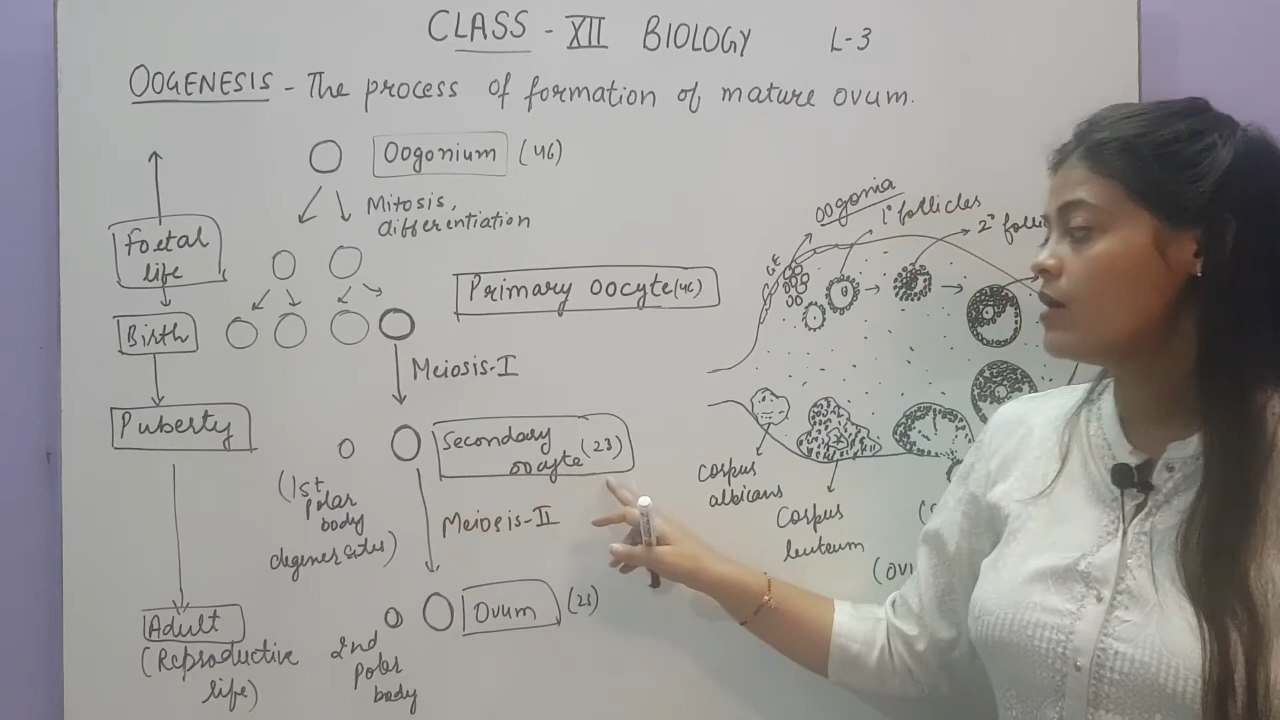 CLASS - XII BIOLOGY L-3
OOGENESIS - The process of formation of mature ovum.
Oogonium (46)
Mitosis,
differentiation
Foetal
life
Primary oocyte (46)
Birth
Meiosis-I
Puberty
Secondary
oocyte (23)
(1st
polar
body
degenerates)
Meiosis-II
Adult
(Reproductive
life)
Ovum (23)
2nd
polar
body
oogonia
1° follicles
2° folli
GE
corpus
albicans
corpus
luteum
(ovu